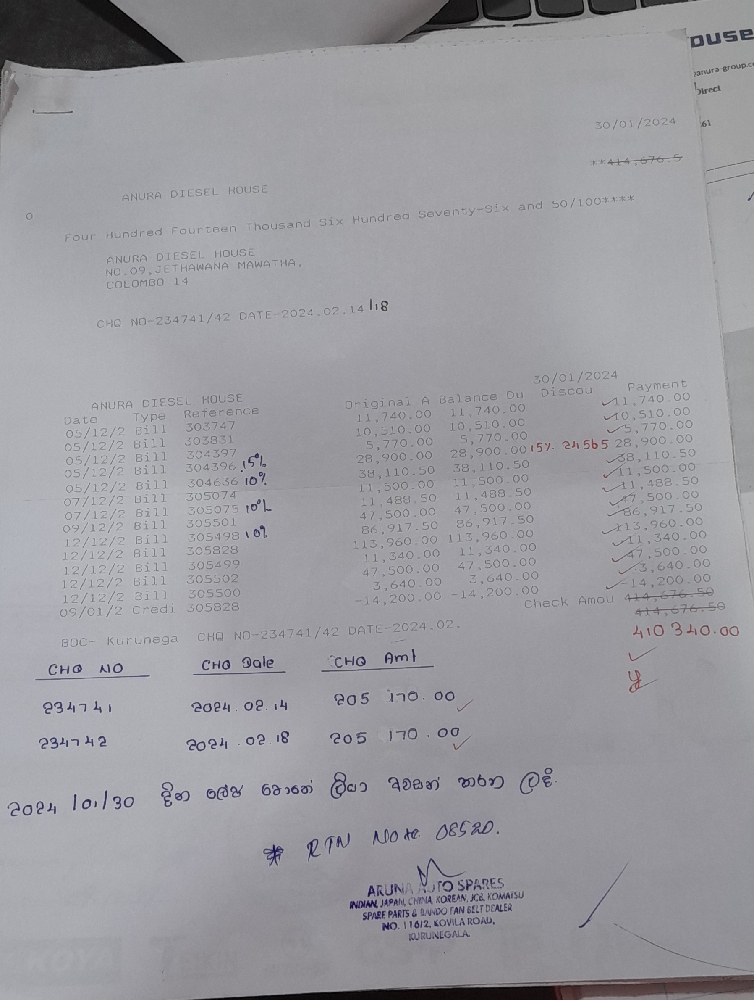 ouse
anura-group.c
Direct
61
30/01/2024
**414,676.5
ANURA DIESEL HOUSE
Four Hundred Fourteen Thousand Six Hundred Seventy-Six and 50/100****
ANURA DIESEL HOUSE
NO.09,JETHAWANA MAWATHA,
COLOMBO 14
CHQ NO-234741/42 DATE-2024.02.14/18
ANURA DIESEL HOUSE 30/01/2024
Date Type Reference Original A Balance Du Discou Payment
05/12/2 Bill 303747 11,740.00 11,740.00 11,740.00
05/12/2 Bill 303831 10,510.00 10,510.00 10,510.00
05/12/2 Bill 304397 5,770.00 5,770.00 5,770.00
05/12/2 Bill 304396 15% 28,900.00 28,900.00 15% 24565 28,900.00
05/12/2 Bill 304636 10% 38,110.50 38,110.50 38,110.50
07/12/2 Bill 305074 11,500.00 11,500.00 11,500.00
07/12/2 Bill 305075 10% 11,488.50 11,488.50 11,488.50
09/12/2 Bill 305501 47,500.00 47,500.00 47,500.00
12/12/2 Bill 305498 10% 86,917.50 86,917.50 86,917.50
12/12/2 Bill 305828 113,960.00 113,960.00 113,960.00
12/12/2 Bill 305499 11,340.00 11,340.00 11,340.00
12/12/2 Bill 305502 47,500.00 47,500.00 47,500.00
12/12/2 Bill 305500 3,640.00 3,640.00 3,640.00
09/01/2 Credi 305828 -14,200.00 -14,200.00 -14,200.00
Check Amou 414,676.50
414,676.50
BOC- Kurunega CHQ NO-234741/42 DATE-2024.02.
410 340.00
CHQ NO CHQ Date CHQ Amt
234741 2024.02.14 205 170.00
234742 2024.02.18 205 170.00
2024/01/30 දින ලේජ පොතේ ලියා අවසන් කරන ලදී.
* RTN Note 08520.
ARUNA AUTO SPARES
INDIAN, JAPAN, CHINA, KOREAN, JCB, KOMATSU
SPARE PARTS & BANDO FAN BELT DEALER
NO. 116/2, KOVILA ROAD,
KURUNEGALA.